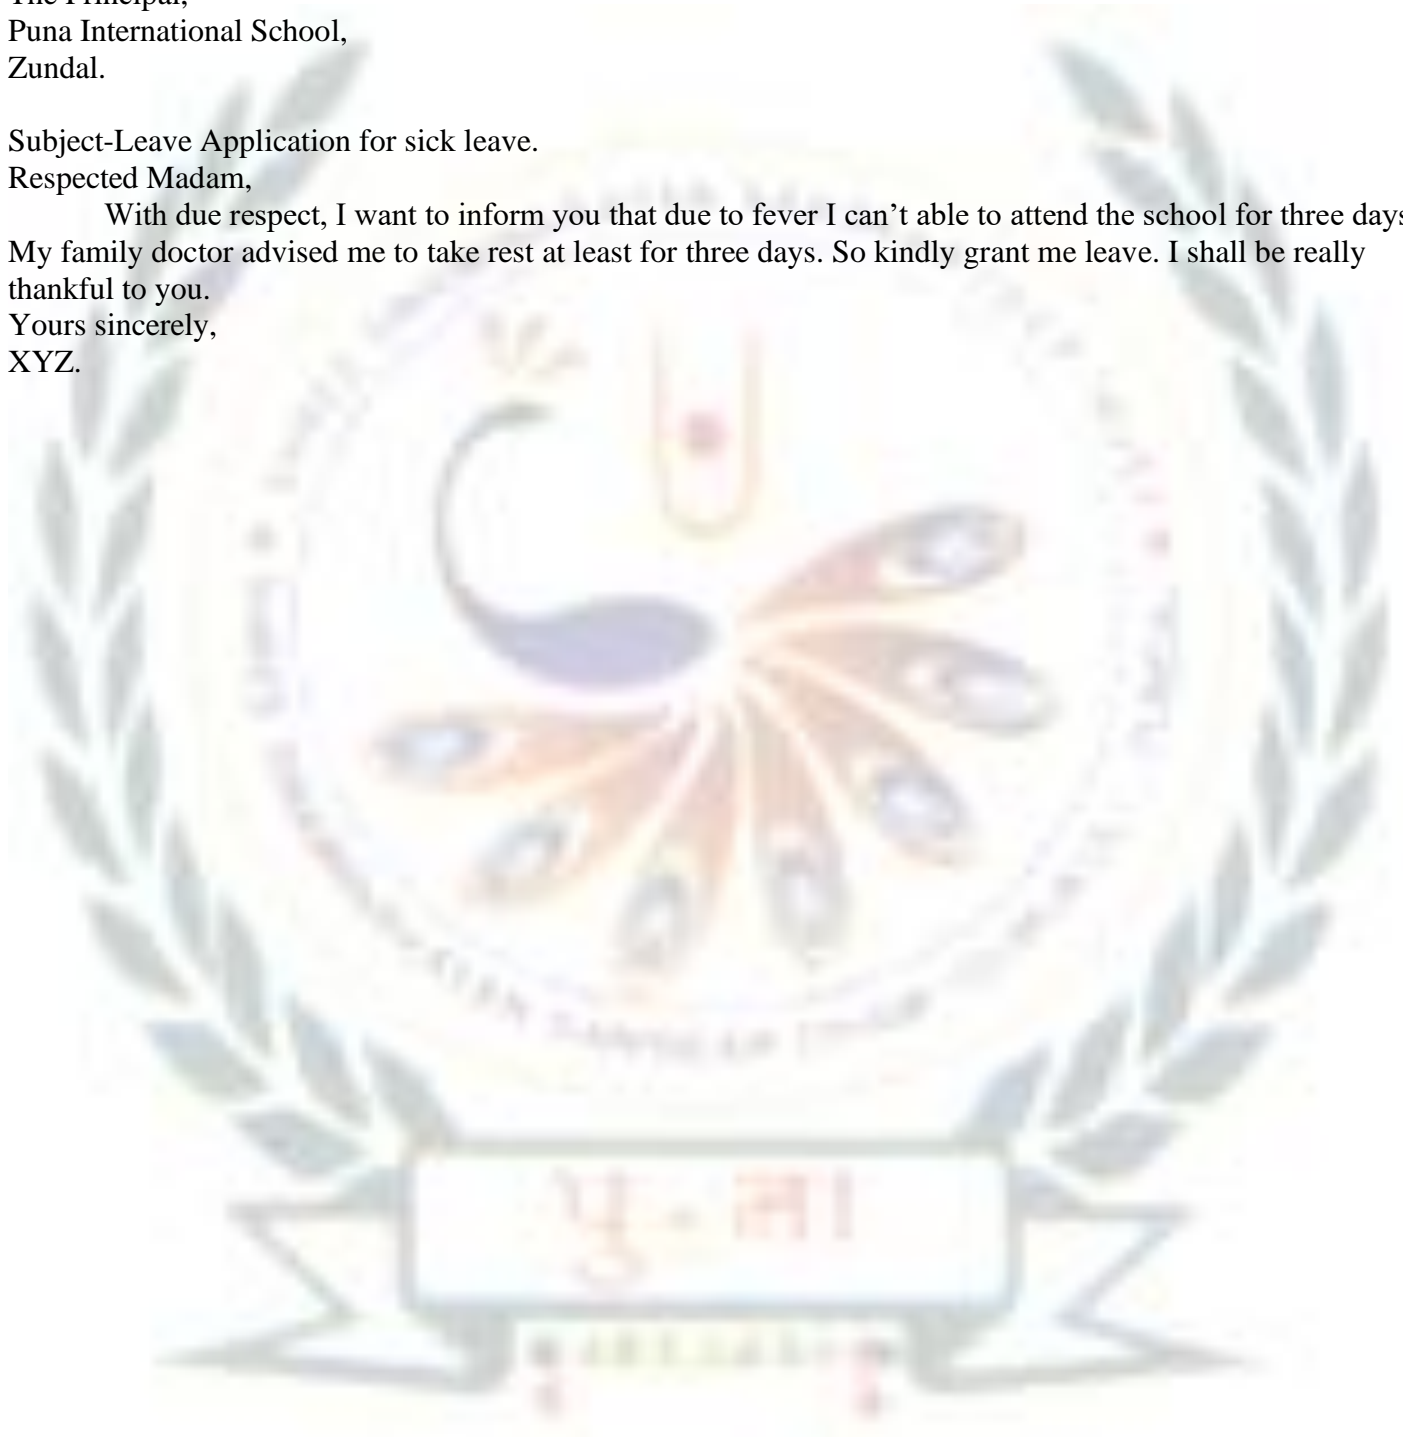 The Principal,
Puna International School,
Zundal.
Subject-Leave Application for sick leave.
Respected Madam,
With due respect, I want to inform you that due to fever I can’t able to attend the school for three days
My family doctor advised me to take rest at least for three days. So kindly grant me leave. I shall be really
thankful to you.
Yours sincerely,
XYZ.
પુ - ના